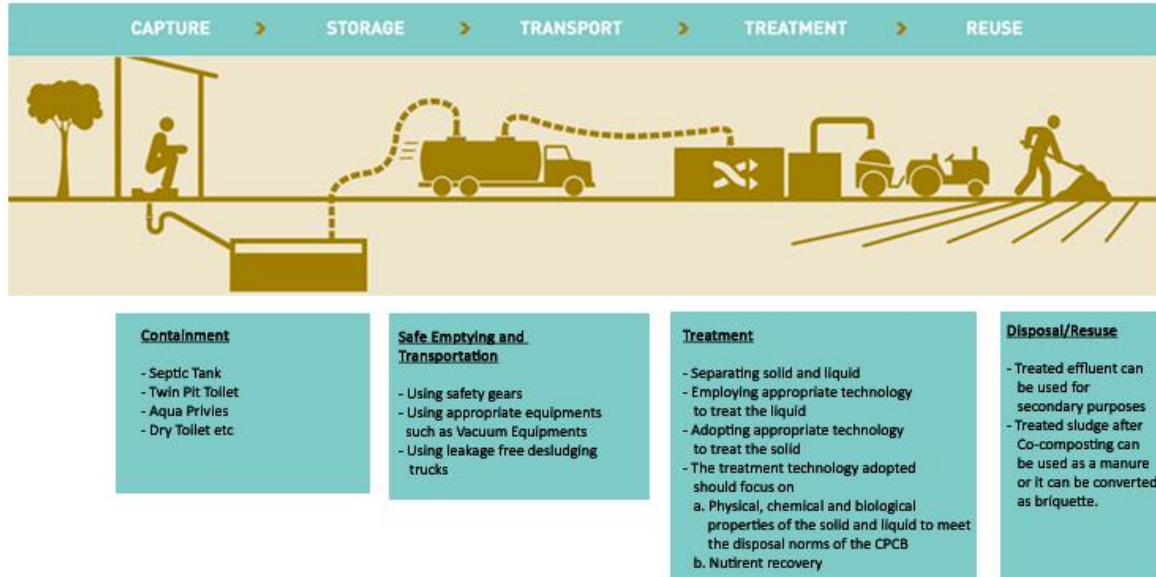 CAPTURE > STORAGE > TRANSPORT > TREATMENT > REUSE
Containment
- Septic Tank
- Twin Pit Toilet
- Aqua Privies
- Dry Toilet etc
Safe Emptying and
Transportation
- Using safety gears
- Using appropriate equipments
such as Vacuum Equipments
- Using leakage free desludging
trucks
Treatment
- Separating solid and liquid
- Employing appropriate technology
to treat the liquid
- Adopting appropriate technology
to treat the solid
- The treatment technology adopted
should focus on
a. Physical, chemical and biological
properties of the solid and liquid to meet
the disposal norms of the CPCB
b. Nutirent recovery
Disposal/Resuse
- Treated effluent can
be used for
secondary purposes
- Treated sludge after
Co-composting can
be used as a manure
or it can be converted
as briquette.